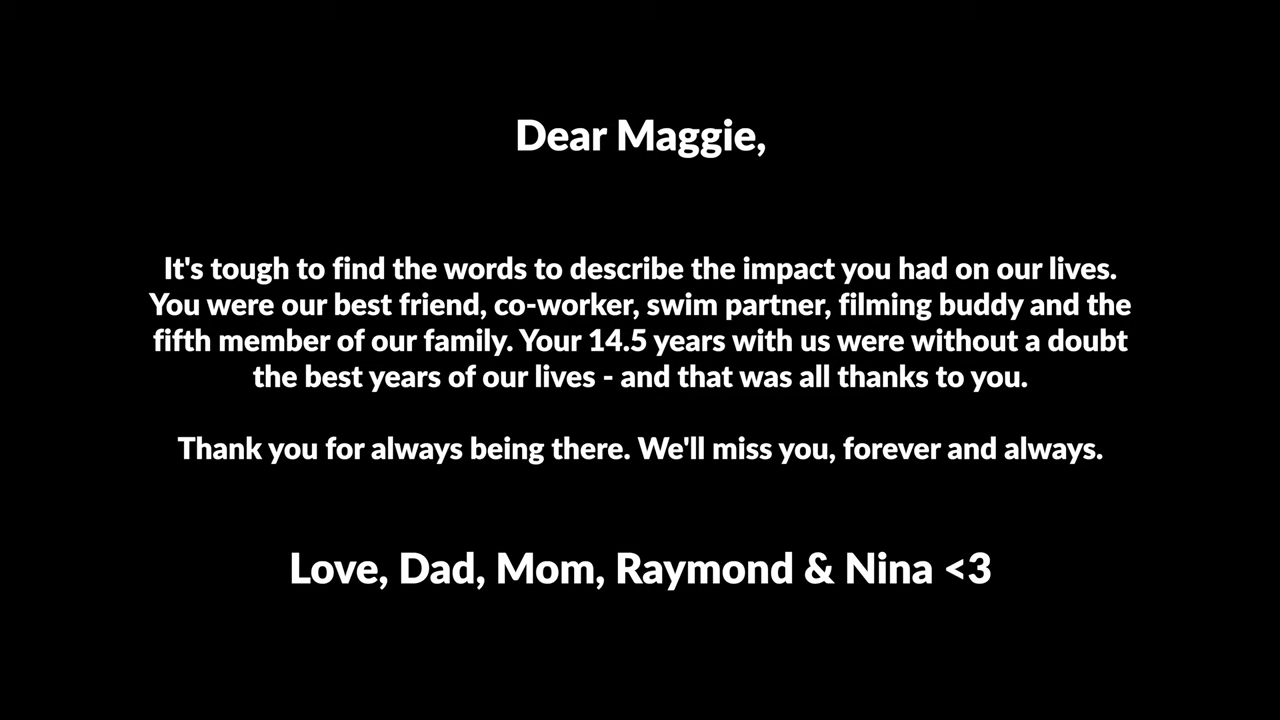 Dear Maggie,
It's tough to find the words to describe the impact you had on our lives.
You were our best friend, co-worker, swim partner, filming buddy and the
fifth member of our family. Your 14.5 years with us were without a doubt
the best years of our lives - and that was all thanks to you.
Thank you for always being there. We'll miss you, forever and always.
Love, Dad, Mom, Raymond & Nina <3